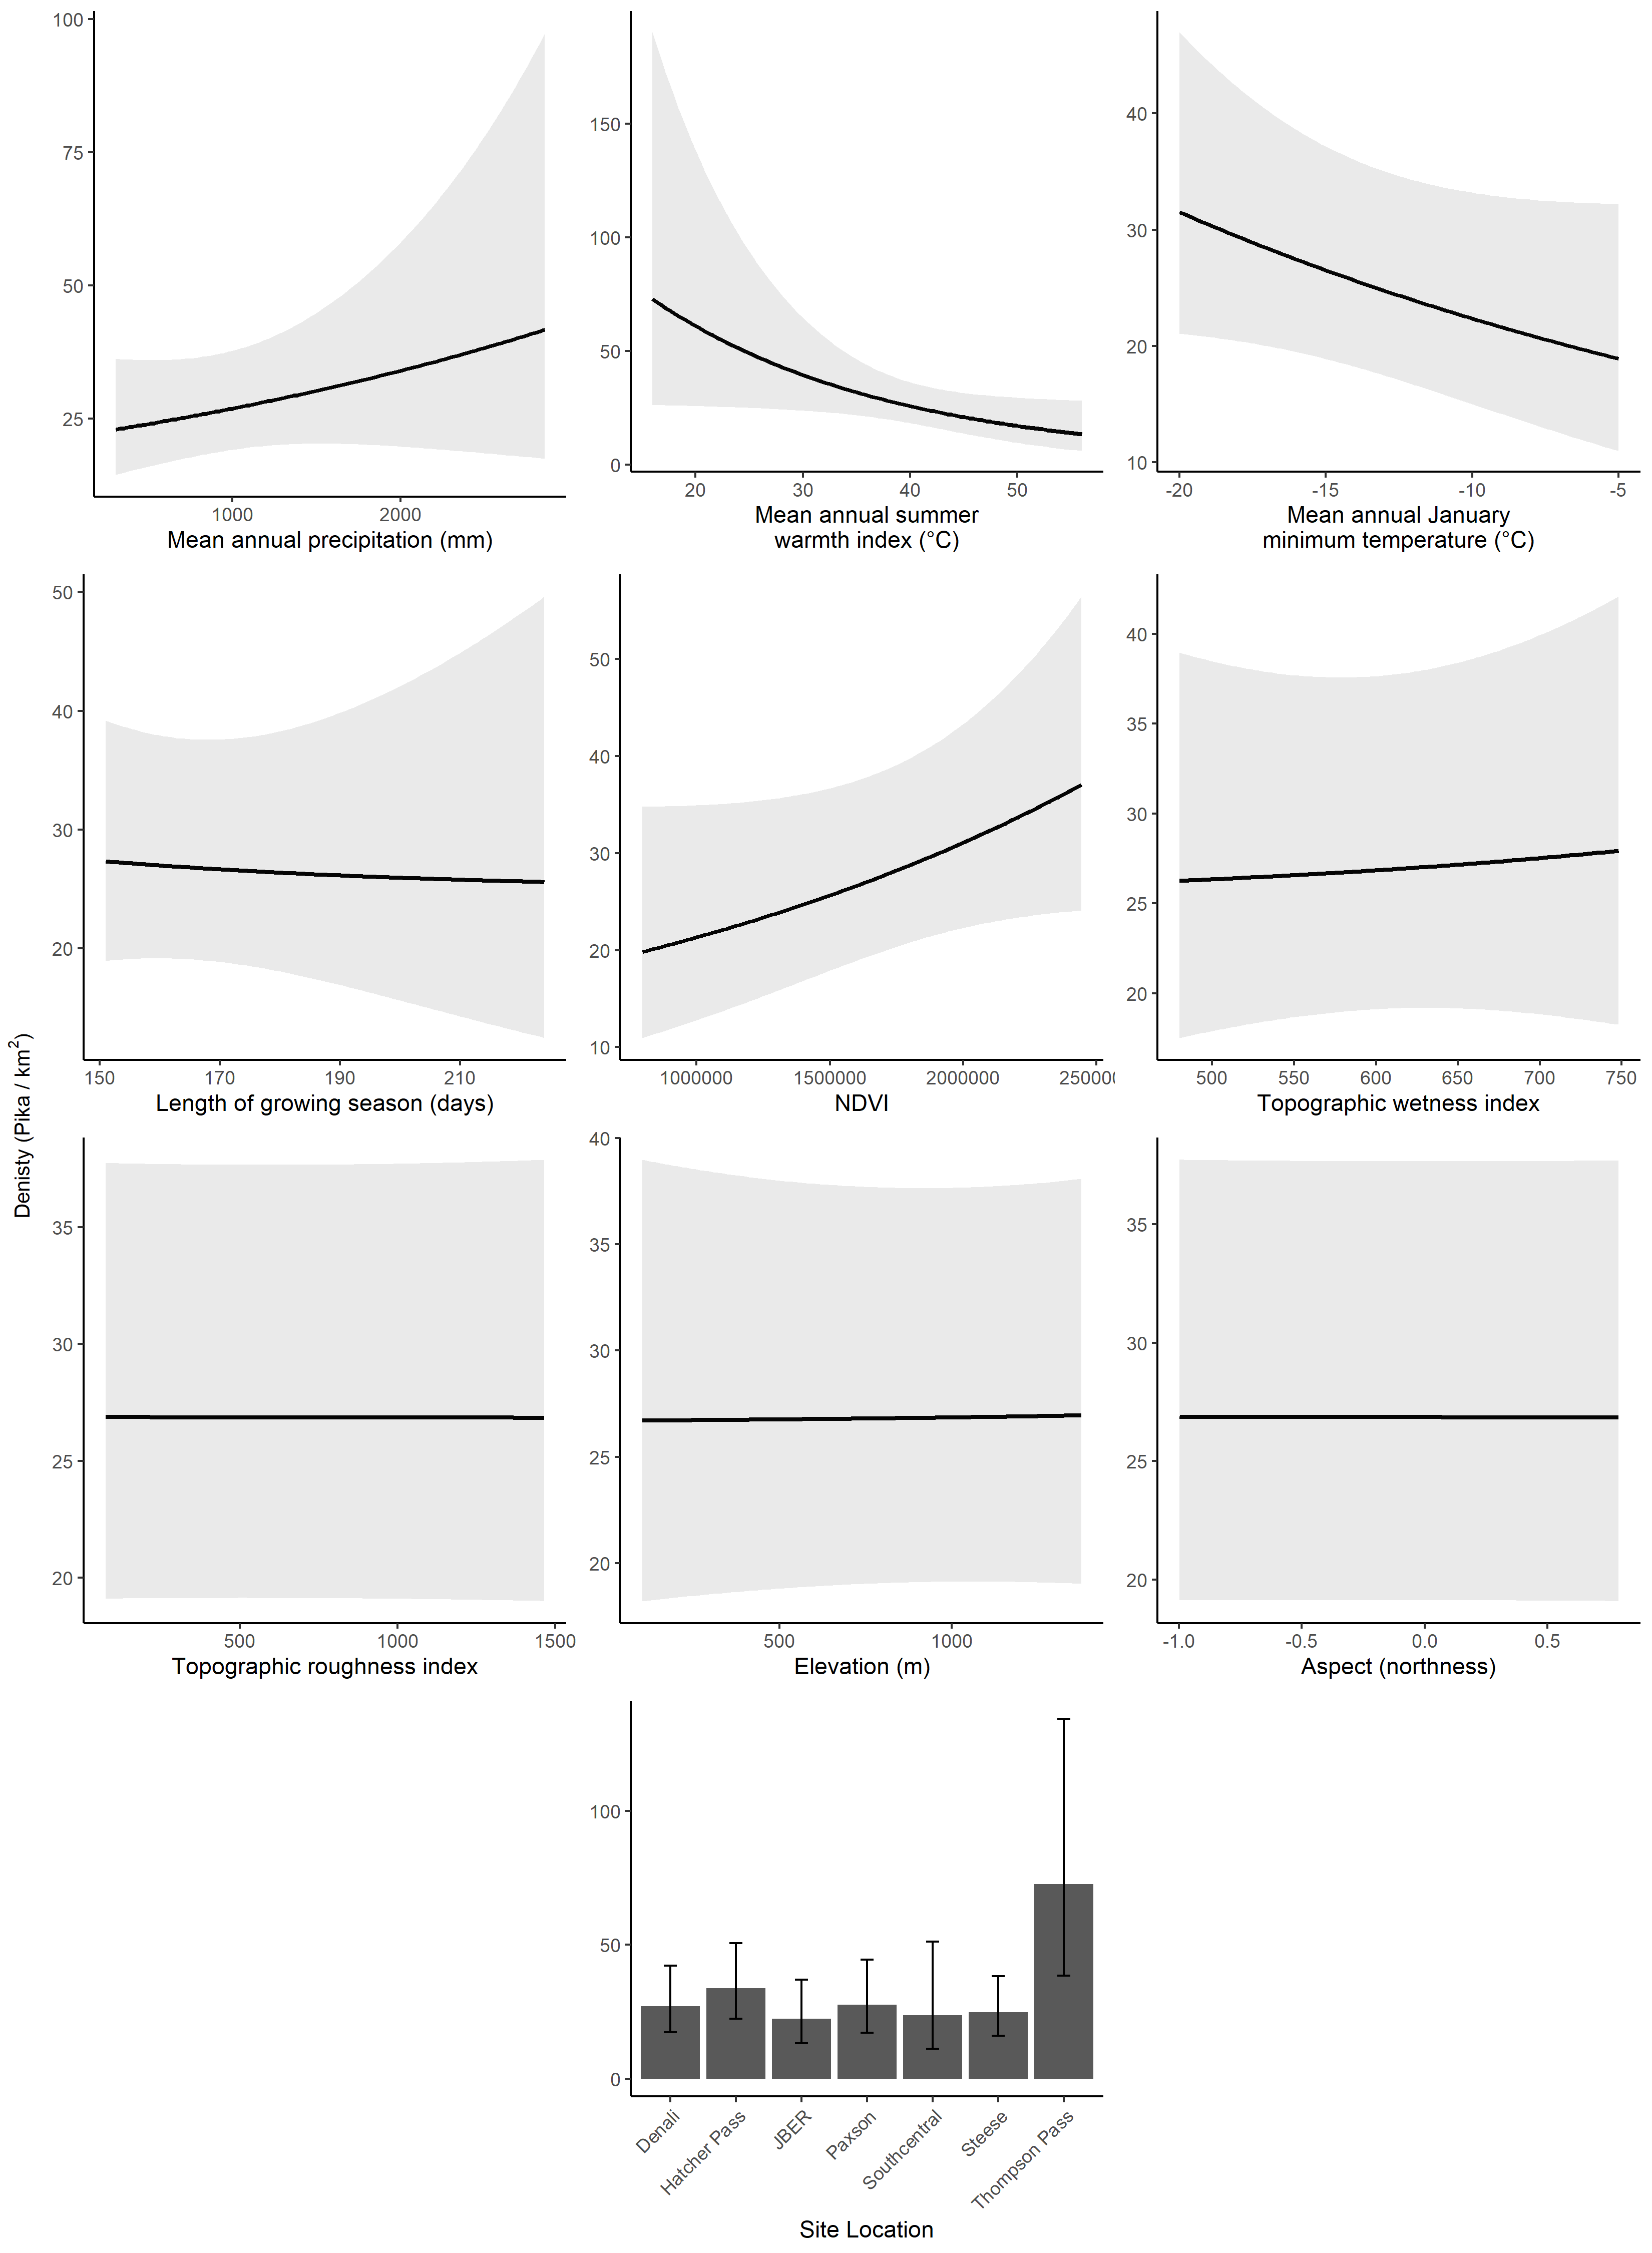 Denisty (Pika / km²)
100
75
50
25
1000 2000
Mean annual precipitation (mm)
150
100
50
0
20 30 40 50
Mean annual summer
warmth index (°C)
40
30
20
10
-20 -15 -10 -5
Mean annual January
minimum temperature (°C)
50
40
30
20
150 170 190 210
Length of growing season (days)
50
40
30
20
10
1000000 1500000 2000000 250000
NDVI
40
35
30
25
20
500 550 600 650 700 750
Topographic wetness index
35
30
25
20
500 1000 1500
Topographic roughness index
40
35
30
25
20
500 1000
Elevation (m)
35
30
25
20
-1.0 -0.5 0.0 0.5
Aspect (northness)
100
50
0
Denali
Hatcher Pass
JBER
Paxson
Southcentral
Steese
Thompson Pass
Site Location